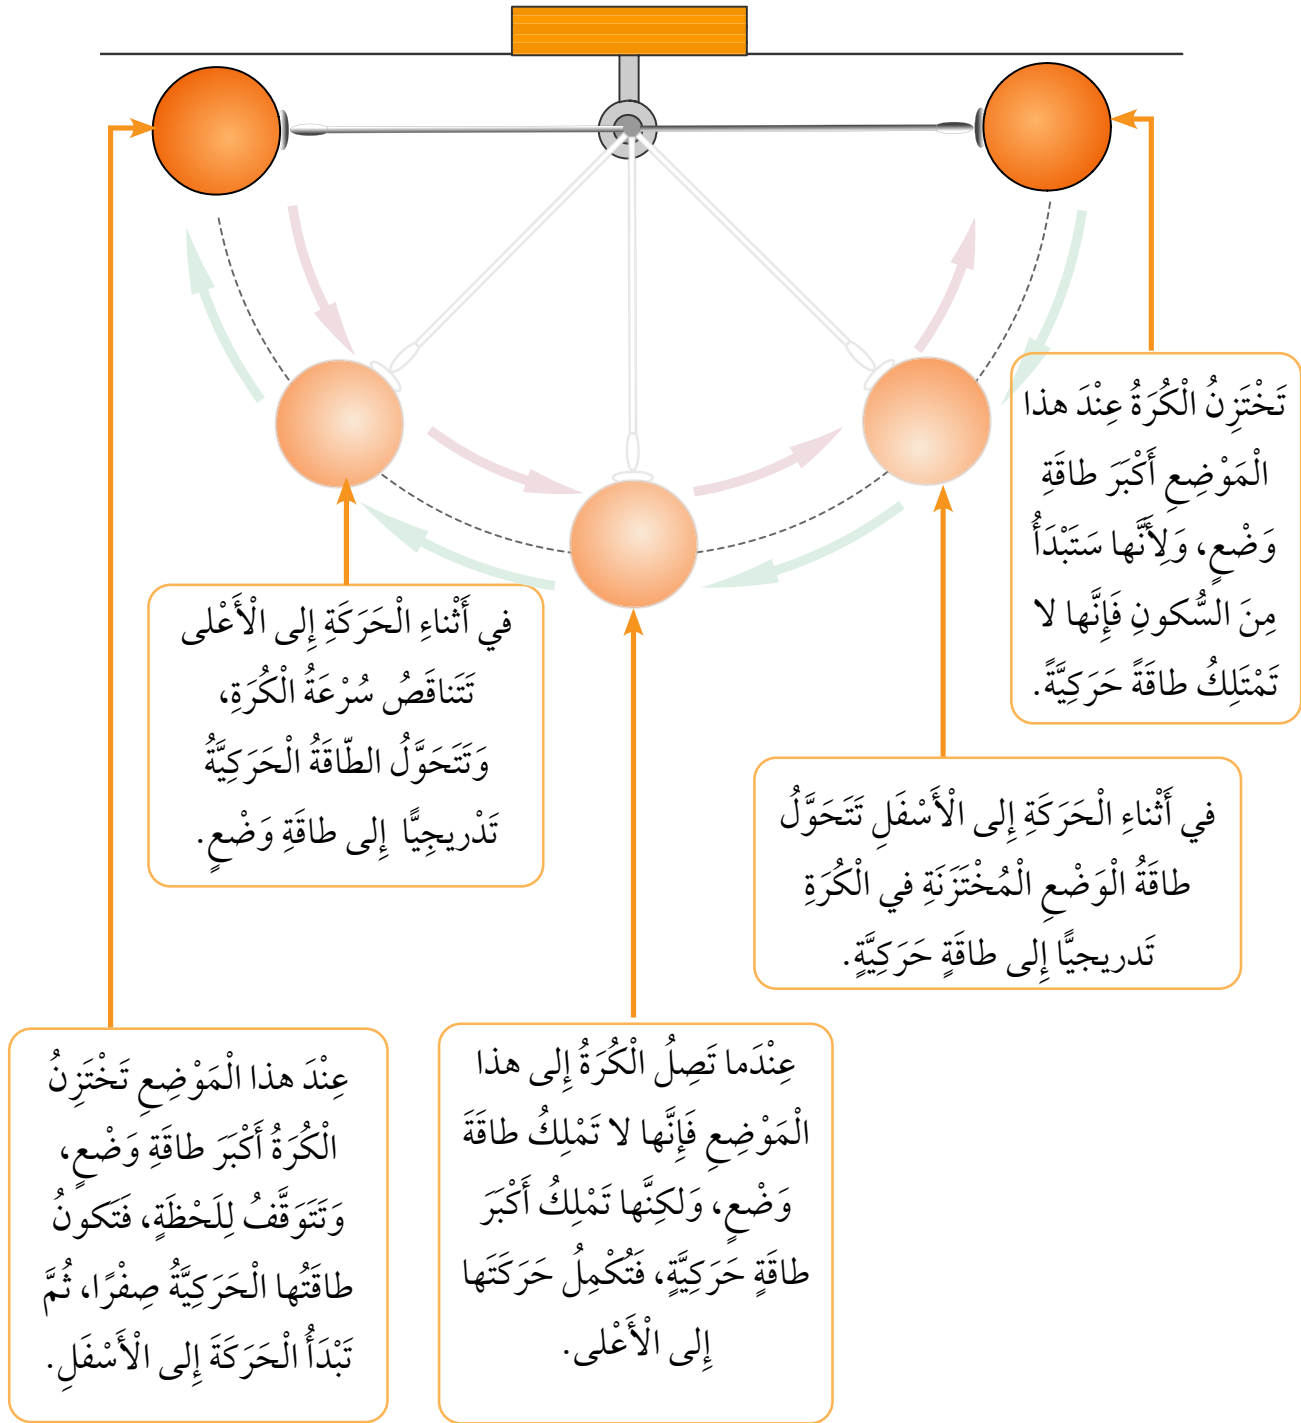 تَخْتَزِنُ الْكُرَةُ عِنْدَ هذا
الْمَوْضِعِ أَكْبَرَ طاقَةِ
وَضْعٍ، وَلِأَنَّها سَتَبْدَأُ
مِنَ السُّكونِ فَإِنَّها لا
تَمْتَلِكُ طاقَةً حَرَكِيَّةً.
في أَثْناءِ الْحَرَكَةِ إِلى الْأَسْفَلِ تَتَحَوَّلُ
طاقَةُ الْوَضْعِ الْمُخْتَزَنَةِ في الْكُرَةِ
تَدريجيًّا إِلى طاقَةٍ حَرَكِيَّةٍ.
عِنْدَما تَصِلُ الْكُرَةُ إِلى هذا
الْمَوْضِعِ فَإِنَّها لا تَمْلِكُ طاقَةَ
وَضْعٍ، وَلكِنَّها تَمْلِكُ أَكْبَرَ
طاقَةٍ حَرَكِيَّةٍ، فَتُكْمِلُ حَرَكَتَها
إِلى الْأَعْلى.
في أَثْناءِ الْحَرَكَةِ إِلى الْأَعْلى
تَتَناقَصُ سُرْعَةُ الْكُرَةِ،
وَتَتَحَوَّلُ الطّاقَةُ الْحَرَكِيَّةُ
تَدْريجِيًّا إِلى طاقَةِ وَضْعٍ.
عِنْدَ هذا الْمَوْضِعِ تَخْتَزِنُ
الْكُرَةُ أَكْبَرَ طاقَةِ وَضْعٍ،
وَتَتَوَقَّفُ لِلَحْظَةٍ، فَتَكونُ
طاقَتُها الْحَرَكِيَّةُ صِفْرًا، ثُمَّ
تَبْدَأُ الْحَرَكَةَ إِلى الْأَسْفَلِ.